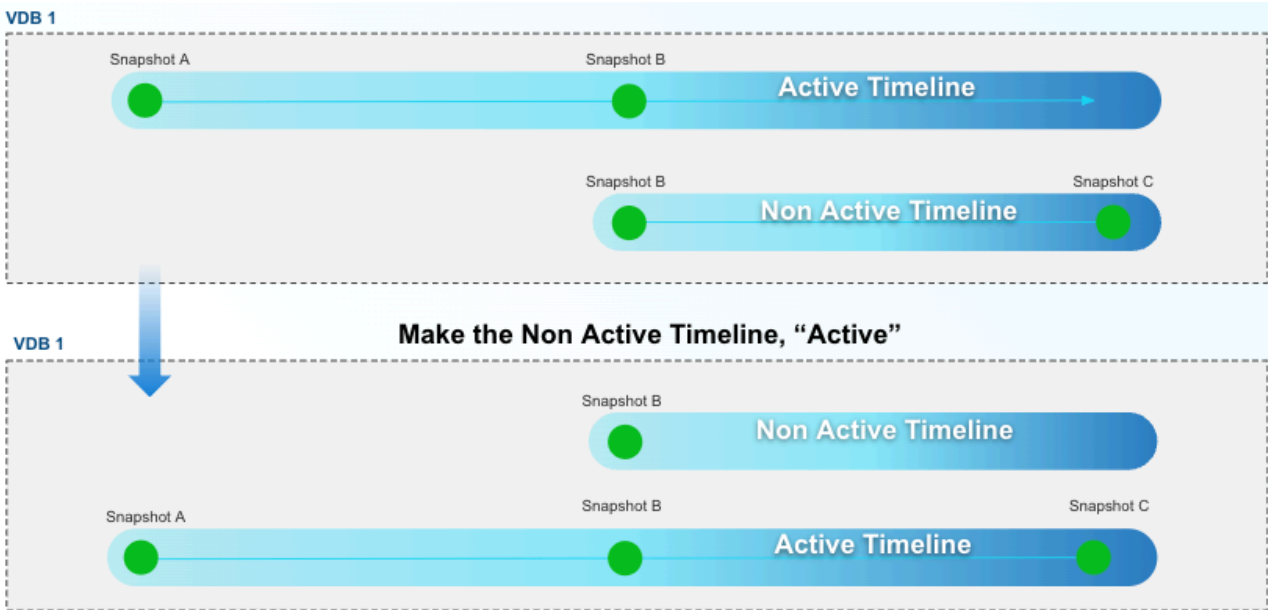 VDB 1
Snapshot A
Snapshot B
Active Timeline
Snapshot B
Snapshot C
Non Active Timeline
Make the Non Active Timeline, “Active”
VDB 1
Snapshot B
Non Active Timeline
Snapshot A
Snapshot B
Snapshot C
Active Timeline